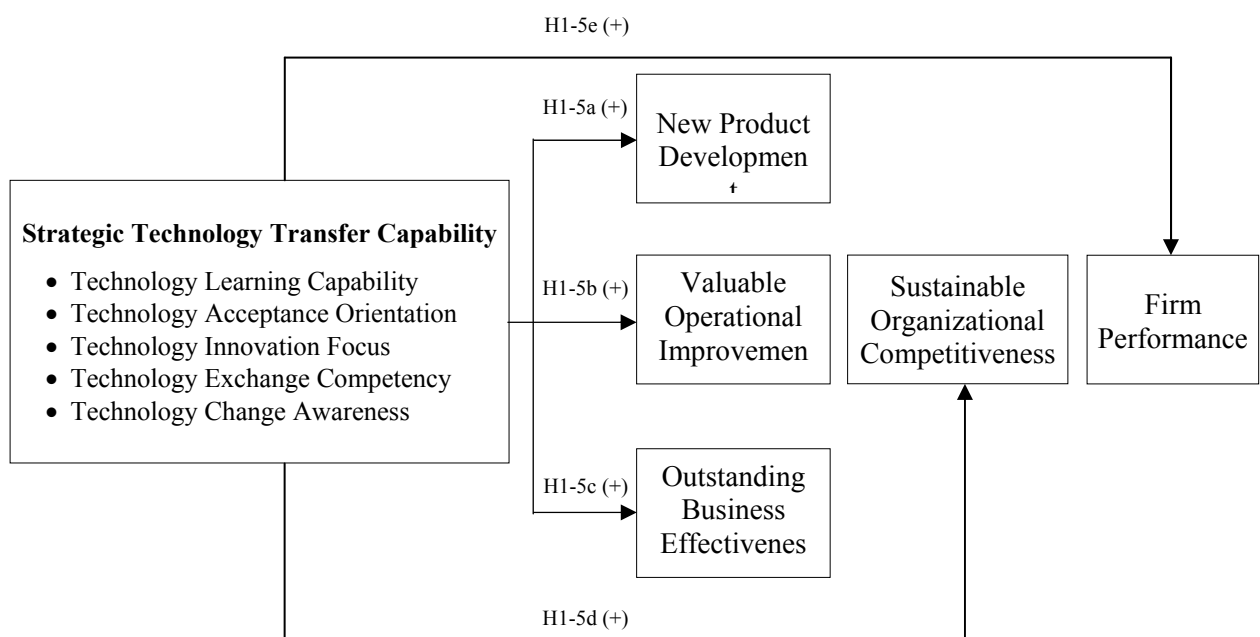 H1-5e (+)
H1-5a (+)
New Product
Developmen
t
Strategic Technology Transfer Capability
• Technology Learning Capability
• Technology Acceptance Orientation
• Technology Innovation Focus
• Technology Exchange Competency
• Technology Change Awareness
H1-5b (+)
Valuable
Operational
Improvemen
Sustainable
Organizational
Competitiveness
Firm
Performance
H1-5c (+)
Outstanding
Business
Effectivenes
H1-5d (+)